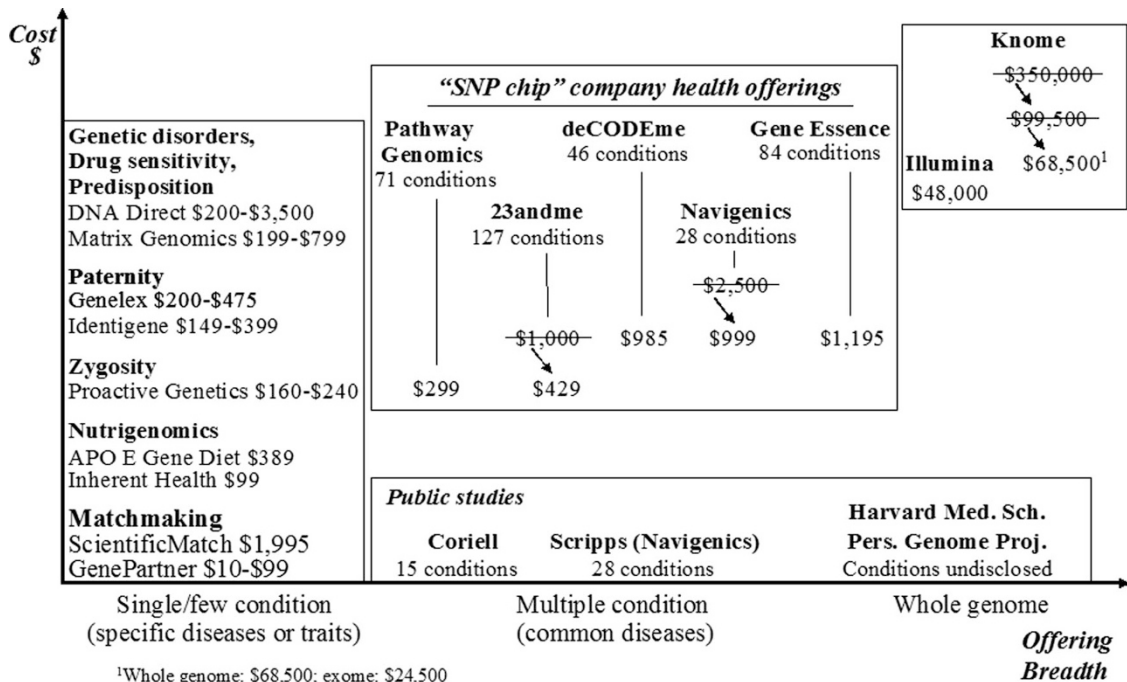 Cost
$
Genetic disorders,
Drug sensitivity,
Predisposition
DNA Direct $200-$3,500
Matrix Genomics $199-$799
Paternity
Genelex $200-$475
Identigene $149-$399
Zygosity
Proactive Genetics $160-$240
Nutrigenomics
APO E Gene Diet $389
Inherent Health $99
Matchmaking
ScientificMatch $1,995
GenePartner $10-$99
"SNP chip" company health offerings
Pathway
Genomics
71 conditions
$299
23andme
127 conditions
$1,000
$429
deCODEme
46 conditions
$985
Navigenics
28 conditions
$2,500
$999
Gene Essence
84 conditions
$1,195
Knome
$350,000
$99,500
$68,500¹
Illumina
$48,000
Public studies
Coriell
15 conditions
Scripps (Navigenics)
28 conditions
Harvard Med. Sch.
Pers. Genome Proj.
Conditions undisclosed
Single/few condition
(specific diseases or traits)
Multiple condition
(common diseases)
Whole genome
Offering
Breadth
¹Whole genome: $68,500; exome: $24,500